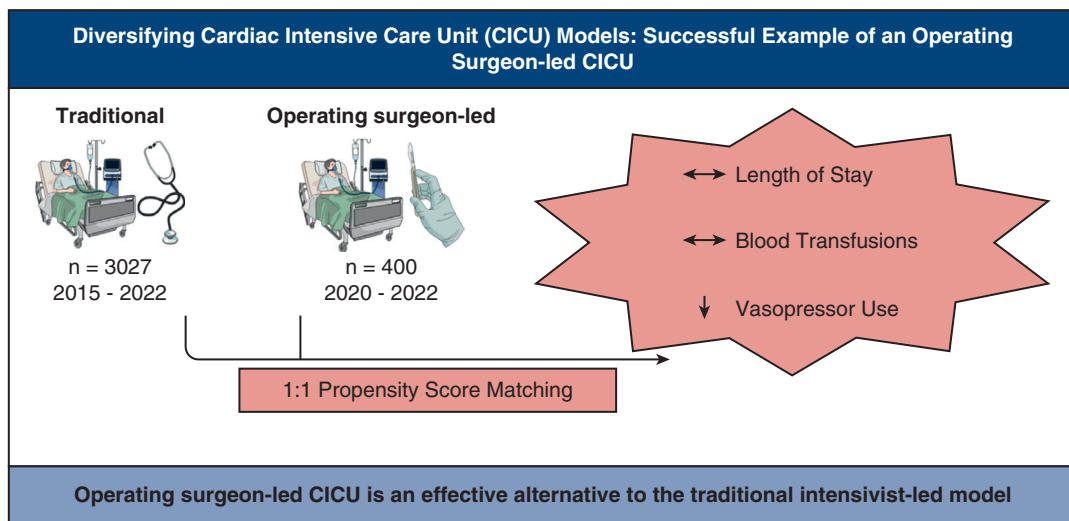 Diversifying Cardiac Intensive Care Unit (CICU) Models: Successful Example of an Operating
Surgeon-led CICU
Traditional
Operating surgeon-led
n = 3027
2015 - 2022
n = 400
2020 - 2022
1:1 Propensity Score Matching
↔ Length of Stay
↔ Blood Transfusions
↓ Vasopressor Use
Operating surgeon-led CICU is an effective alternative to the traditional intensivist-led model